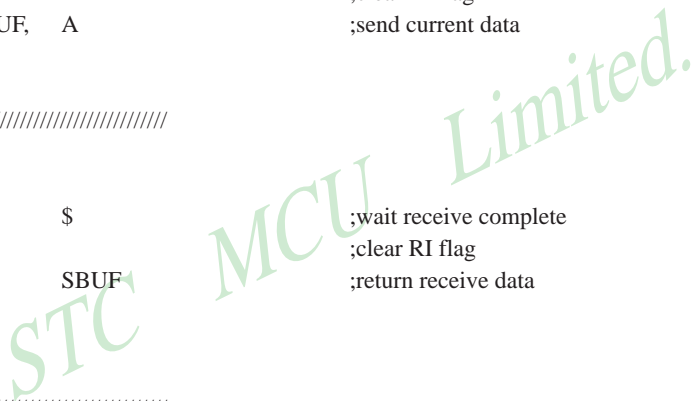 UF, A ;send current data
/////////////////////////
$ ;wait receive complete
;clear RI flag
SBUF ;return receive data
STC MCU Limited.